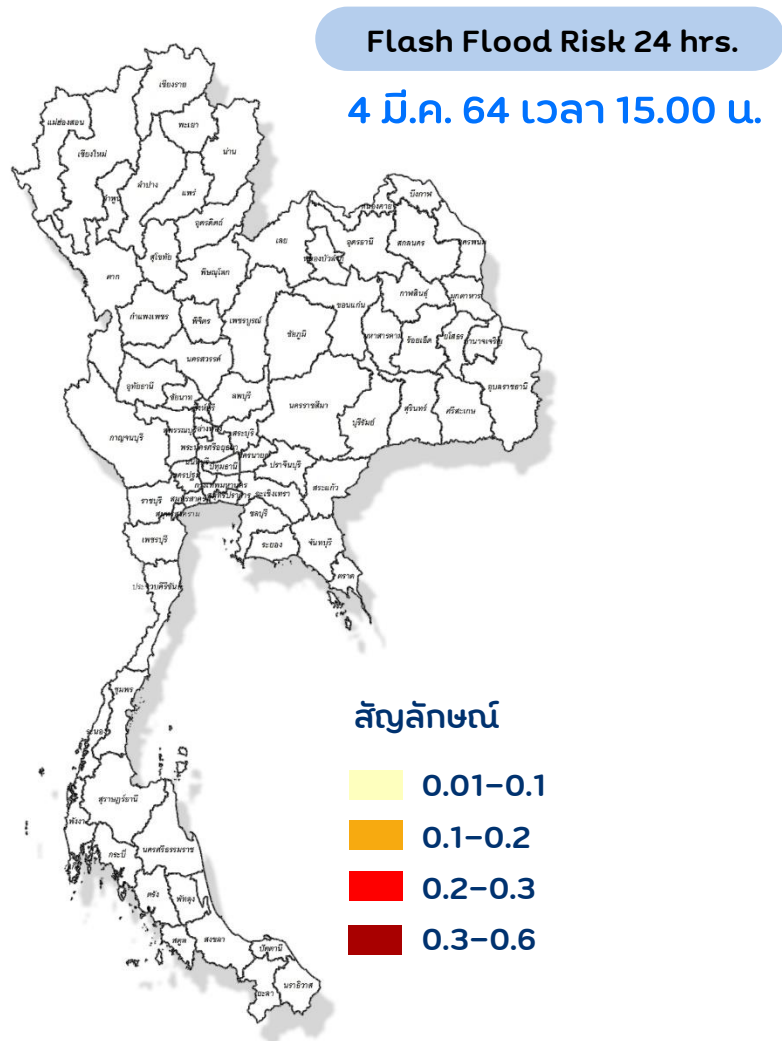 Flash Flood Risk 24 hrs.
4 มี.ค. 64 เวลา 15.00 น.
เชียงราย
แม่ฮ่องสอน
พะเยา
เชียงใหม่
น่าน
ลำปาง
แพร่
ลำพูน
อุตรดิตถ์
บึงกาฬ
เลย
อุดรธานี
สกลนคร
นครพนม
สุโขทัย
ตาก
พิษณุโลก
ขอนแก่น
กาฬสินธุ์
มุกดาหาร
กำแพงเพชร
พิจิตร
เพชรบูรณ์
ชัยภูมิ
มหาสารคาม
ร้อยเอ็ด
ยโสธร
อำนาจเจริญ
นครสวรรค์
อุทัยธานี
ชัยนาท
ลพบุรี
นครราชสีมา
บุรีรัมย์
สุรินทร์
ศรีสะเกษ
อุบลราชธานี
กาญจนบุรี
สระบุรี
พระนครศรีอยุธยา
ปทุมธานี
ปราจีนบุรี
สระแก้ว
กรุงเทพมหานคร
ฉะเชิงเทรา
ราชบุรี
ชลบุรี
เพชรบุรี
ระยอง
จันทบุรี
ตราด
ประจวบคีรีขันธ์
ชุมพร
ระนอง
สุราษฎร์ธานี
พังงา
กระบี่
นครศรีธรรมราช
ตรัง
พัทลุง
สตูล
สงขลา
ปัตตานี
ยะลา
นราธิวาส
สัญลักษณ์
0.01–0.1
0.1–0.2
0.2–0.3
0.3–0.6